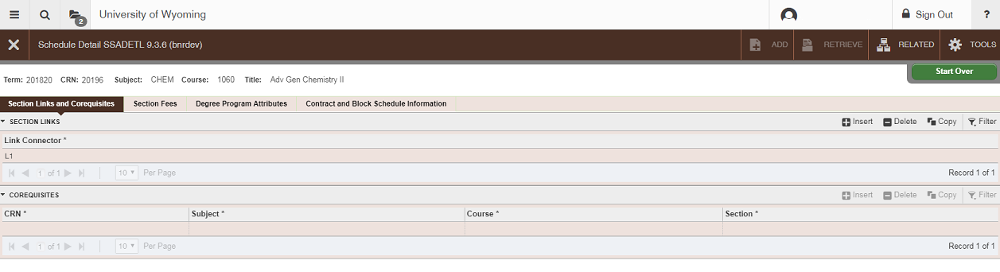 University of Wyoming Sign Out ?
2
Schedule Detail SSADETL 9.3.6 (bnrdev) ADD RETRIEVE RELATED TOOLS
Start Over
Term: 201820 CRN: 20196 Subject: CHEM Course: 1060 Title: Adv Gen Chemistry II
Section Links and Corequisites Section Fees Degree Program Attributes Contract and Block Schedule Information
SECTION LINKS Insert Delete Copy Filter
Link Connector *
L1
1 of 1 10 Per Page Record 1 of 1
COREQUISITES Insert Delete Copy Filter
CRN * Subject * Course * Section *
1 of 1 10 Per Page Record 1 of 1